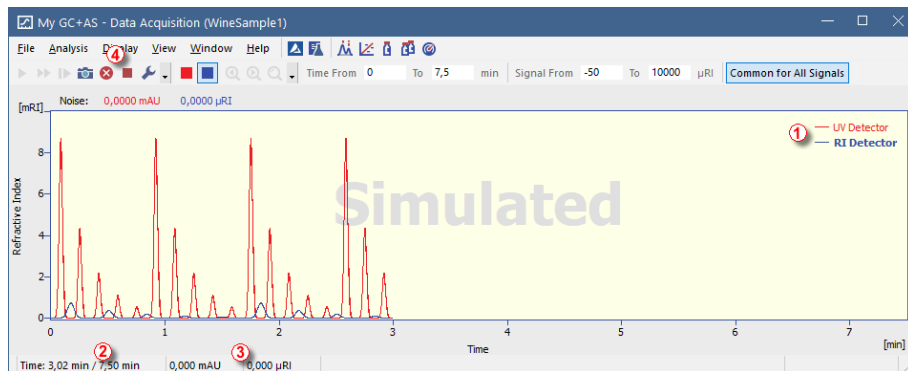 My GC+AS - Data Acquisition (WineSample1)
File Analysis Display View Window Help
4
Time From 0 To 7,5 min Signal From -50 To 10000 µRI Common for All Signals
[mRI] Noise: 0,0000 mAU 0,0000 µRI
1 UV Detector
RI Detector
8
6
4
2
0
Refractive Index
Simulated
0 1 2 3 4 5 6 7
Time [min]
2 3
Time: 3,02 min / 7,50 min 0,000 mAU 0,000 µRI